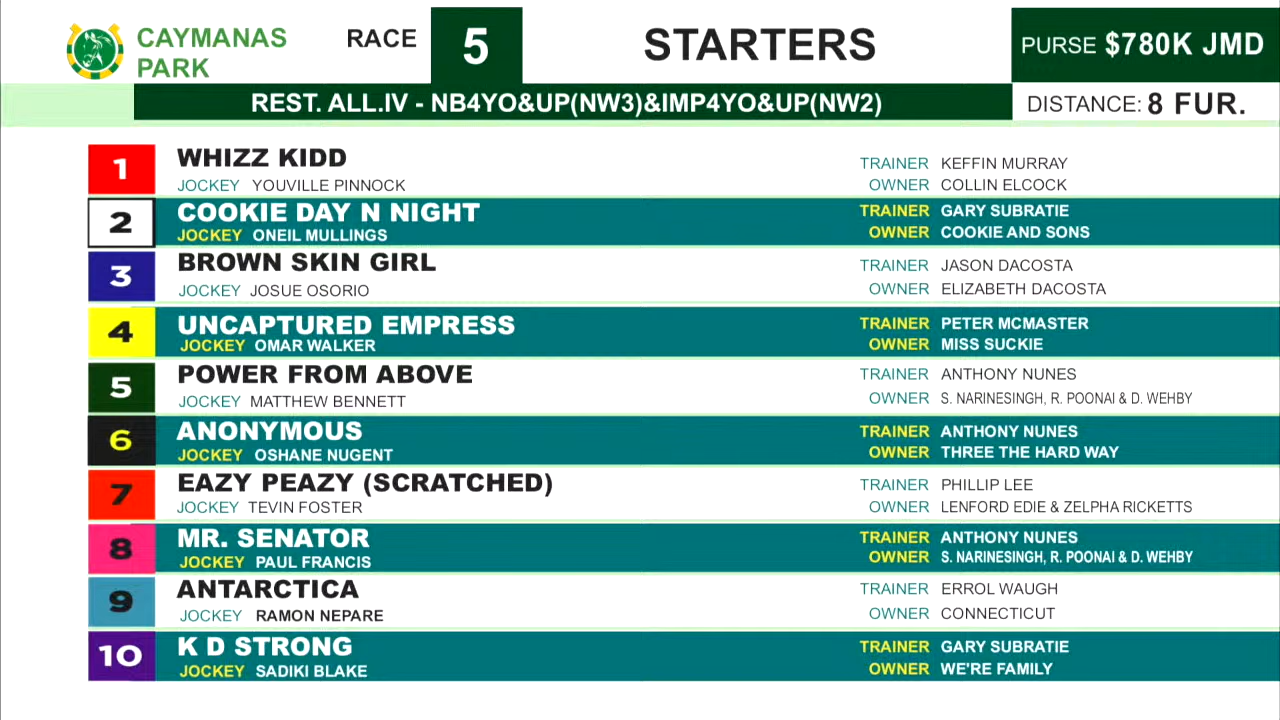 CAYMANAS PARK RACE 5 STARTERS PURSE $780K JMD
REST. ALL.IV - NB4YO&UP(NW3)&IMP4YO&UP(NW2) DISTANCE: 8 FUR.
1 WHIZZ KIDD TRAINER KEFFIN MURRAY
JOCKEY YOUVILLE PINNOCK OWNER COLLIN ELCOCK
2 COOKIE DAY N NIGHT TRAINER GARY SUBRATIE
JOCKEY ONEIL MULLINGS OWNER COOKIE AND SONS
3 BROWN SKIN GIRL TRAINER JASON DACOSTA
JOCKEY JOSUE OSORIO OWNER ELIZABETH DACOSTA
4 UNCAPTURED EMPRESS TRAINER PETER MCMASTER
JOCKEY OMAR WALKER OWNER MISS SUCKIE
5 POWER FROM ABOVE TRAINER ANTHONY NUNES
JOCKEY MATTHEW BENNETT OWNER S. NARINESINGH, R. POONAI & D. WEHBY
6 ANONYMOUS TRAINER ANTHONY NUNES
JOCKEY OSHANE NUGENT OWNER THREE THE HARD WAY
7 EAZY PEAZY (SCRATCHED) TRAINER PHILLIP LEE
JOCKEY TEVIN FOSTER OWNER LENFORD EDIE & ZELPHA RICKETTS
8 MR. SENATOR TRAINER ANTHONY NUNES
JOCKEY PAUL FRANCIS OWNER S. NARINESINGH, R. POONAI & D. WEHBY
9 ANTARCTICA TRAINER ERROL WAUGH
JOCKEY RAMON NEPARE OWNER CONNECTICUT
10 K D STRONG TRAINER GARY SUBRATIE
JOCKEY SADIKI BLAKE OWNER WE'RE FAMILY